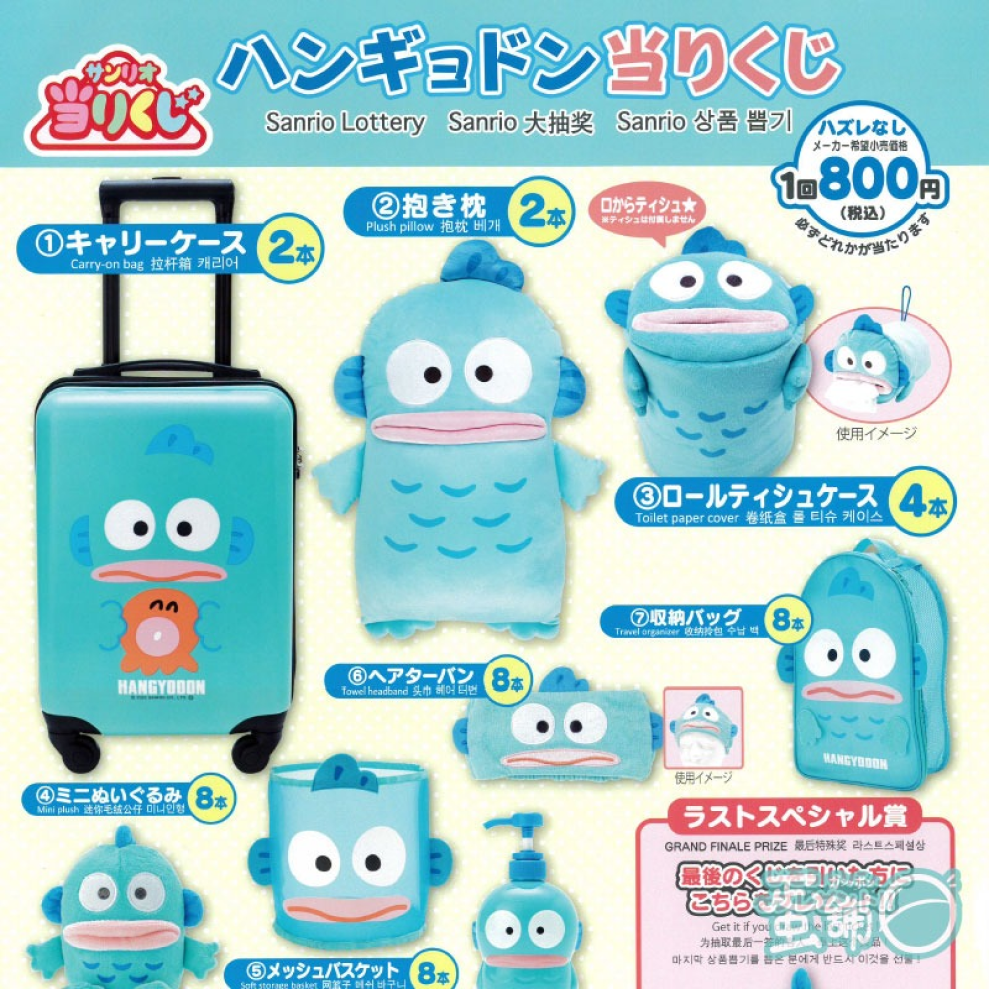 サンリオ
当りくじ
ハンギョドン当りくじ
Sanrio Lottery Sanrio 大抽奖 Sanrio 상품 뽑기
ハズレなし
メーカー希望小売価格
1回800円
(税込)
必ずどれかが当たります
①キャリーケース 2本
Carry-on bag 拉杆箱 캐리어
②抱き枕 2本
Plush pillow 抱枕 베개
口からティシュ★
※ティシュは付属しません
使用イメージ
③ロールティシュケース 4本
Toilet paper cover 卷纸盒 롤 티슈 케이스
HANGYODON
⑦収納バッグ 8本
Travel organizer 收纳拎包 수납 백
HANGYODON
⑥ヘアターバン 8本
Towel headband 头巾 헤어 터번
使用イメージ
④ミニぬいぐるみ 8本
Mini plush 迷你毛绒公仔 미니 인형
⑤メッシュバスケット 8本
Soft storage basket 网篓子 메쉬 바구니
ラストスペシャル賞
GRAND FINALE PRIZE 最后特殊奖 라스트스페셜상
最後のくじを引いた方に
こちらも
Get it if you
为抽取最后一签的
마지막 상품뽑기를 뽑은 분에게 반드시 이것을 선물!